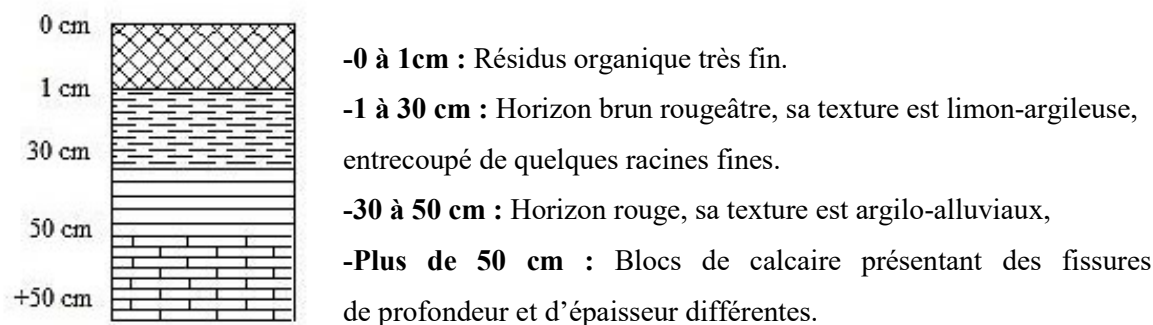 0 cm
1 cm
30 cm
50 cm
+50 cm
-0 à 1cm : Résidus organique très fin.
-1 à 30 cm : Horizon brun rougeâtre, sa texture est limon-argileuse,
entrecoupé de quelques racines fines.
-30 à 50 cm : Horizon rouge, sa texture est argilo-alluviaux,
-Plus de 50 cm : Blocs de calcaire présentant des fissures
de profondeur et d’épaisseur différentes.